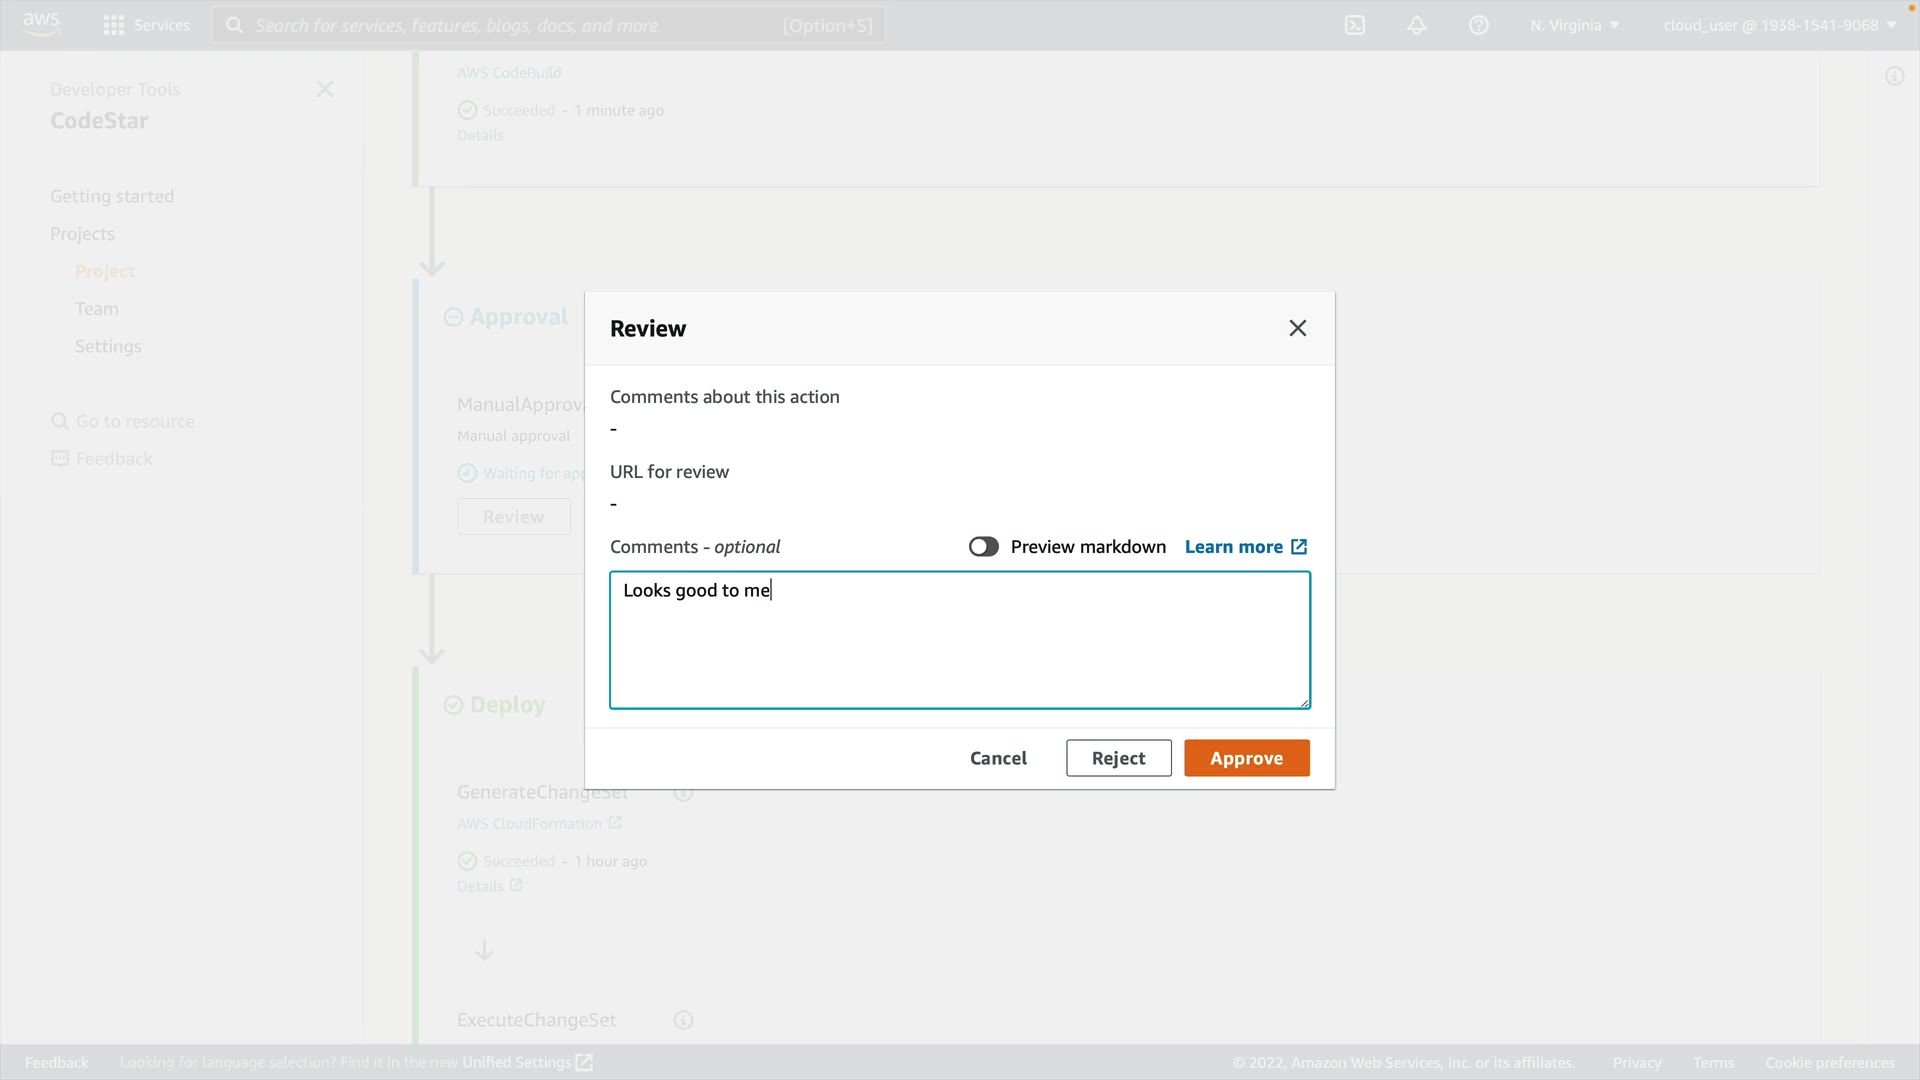 aws
Services
Search for services, features, blogs, docs, and more [Option+S]
N. Virginia
cloud_user @ 1938-1541-9068
Developer Tools
CodeStar
Getting started
Projects
Project
Team
Settings
Go to resource
Feedback
AWS CodeBuild
Succeeded - 1 minute ago
Details
Approval
ManualApprova
Manual approval
Waiting for app
Review
Review
Comments about this action
-
URL for review
-
Comments - optional
Preview markdown
Learn more
Looks good to me
Cancel
Reject
Approve
Deploy
GenerateChangeSet
AWS CloudFormation
Succeeded - 1 hour ago
Details
ExecuteChangeSet
Feedback
Looking for language selection? Find it in the new Unified Settings
© 2022, Amazon Web Services, Inc. or its affiliates.
Privacy
Terms
Cookie preferences